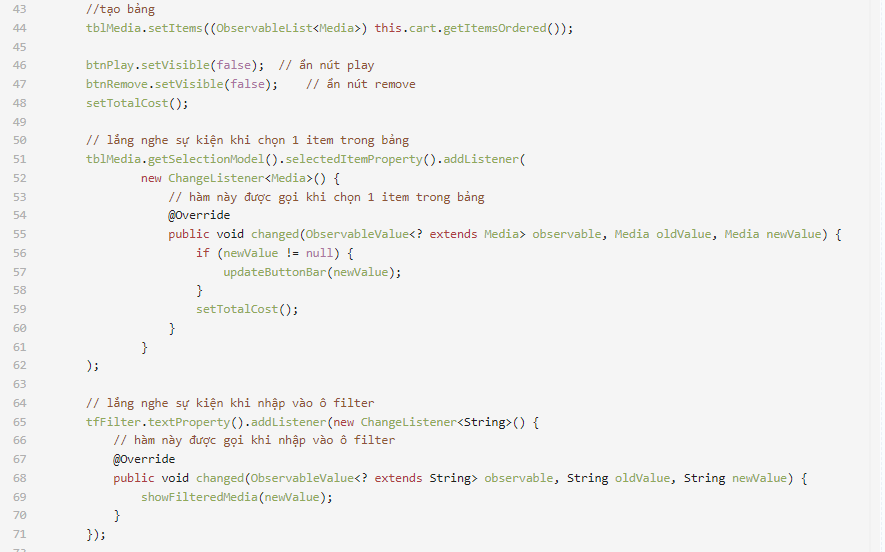 43 //tạo bảng
44 tblMedia.setItems((ObservableList<Media>) this.cart.getItemsOrdered());
45
46 btnPlay.setVisible(false);  // ẩn nút play
47 btnRemove.setVisible(false);    // ẩn nút remove
48 setTotalCost();
49
50 // lắng nghe sự kiện khi chọn 1 item trong bảng
51 tblMedia.getSelectionModel().selectedItemProperty().addListener(
52         new ChangeListener<Media>() {
53             // hàm này được gọi khi chọn 1 item trong bảng
54             @Override
55             public void changed(ObservableValue<? extends Media> observable, Media oldValue, Media newValue) {
56                 if (newValue != null) {
57                     updateButtonBar(newValue);
58                 }
59                 setTotalCost();
60             }
61         }
62 );
63
64 // lắng nghe sự kiện khi nhập vào ô filter
65 tfFilter.textProperty().addListener(new ChangeListener<String>() {
66     // hàm này được gọi khi nhập vào ô filter
67     @Override
68     public void changed(ObservableValue<? extends String> observable, String oldValue, String newValue) {
69         showFilteredMedia(newValue);
70     }
71 });